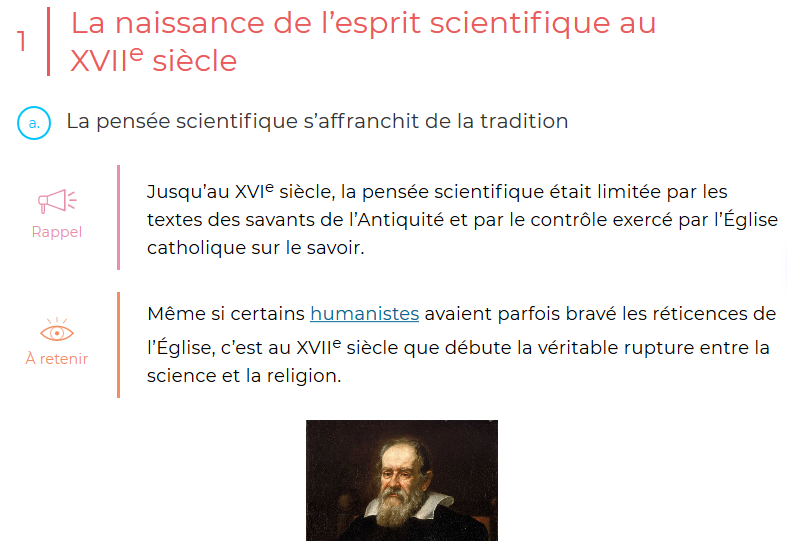 1
La naissance de l’esprit scientifique au
XVIIe siècle
a.
La pensée scientifique s’affranchit de la tradition
Rappel
Jusqu’au XVIe siècle, la pensée scientifique était limitée par les
textes des savants de l’Antiquité et par le contrôle exercé par l’Église
catholique sur le savoir.
À retenir
Même si certains humanistes avaient parfois bravé les réticences de
l’Église, c’est au XVIIe siècle que débute la véritable rupture entre la
science et la religion.